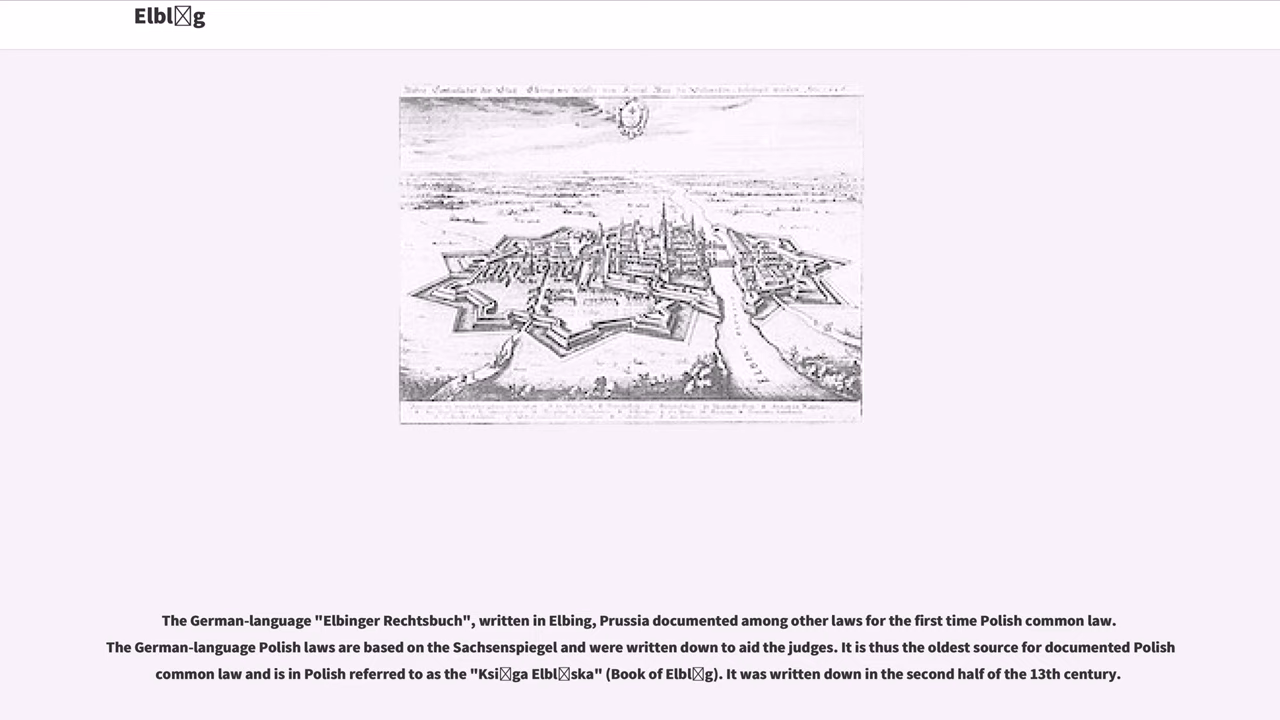 Elbl□g
ELBING
The German-language "Elbinger Rechtsbuch", written in Elbing, Prussia documented among other laws for the first time Polish common law.
The German-language Polish laws are based on the Sachsenspiegel and were written down to aid the judges. It is thus the oldest source for documented Polish
common law and is in Polish referred to as the "Ksi□ga Elbl□ska" (Book of Elbl□g). It was written down in the second half of the 13th century.